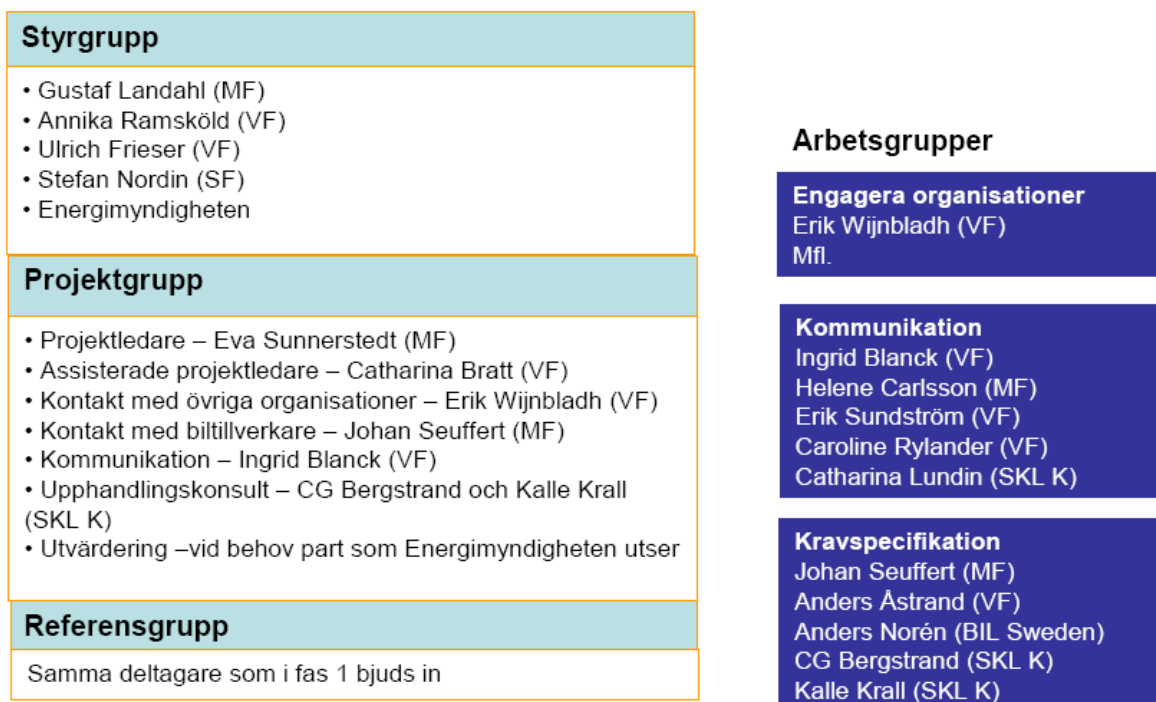 Styrgrupp
• Gustaf Landahl (MF)
• Annika Ramsköld (VF)
• Ulrich Frieser (VF)
• Stefan Nordin (SF)
• Energimyndigheten
Projektgrupp
• Projektledare – Eva Sunnerstedt (MF)
• Assisterade projektledare – Catharina Bratt (VF)
• Kontakt med övriga organisationer – Erik Wijnbladh (VF)
• Kontakt med biltillverkare – Johan Seuffert (MF)
• Kommunikation – Ingrid Blanck (VF)
• Upphandlingskonsult – CG Bergstrand och Kalle Krall
(SKL K)
• Utvärdering –vid behov part som Energimyndigheten utser
Referensgrupp
Samma deltagare som i fas 1 bjuds in
Arbetsgrupper
Engagera organisationer
Erik Wijnbladh (VF)
Mfl.
Kommunikation
Ingrid Blanck (VF)
Helene Carlsson (MF)
Erik Sundström (VF)
Caroline Rylander (VF)
Catharina Lundin (SKL K)
Kravspecifikation
Johan Seuffert (MF)
Anders Åstrand (VF)
Anders Norén (BIL Sweden)
CG Bergstrand (SKL K)
Kalle Krall (SKL K)